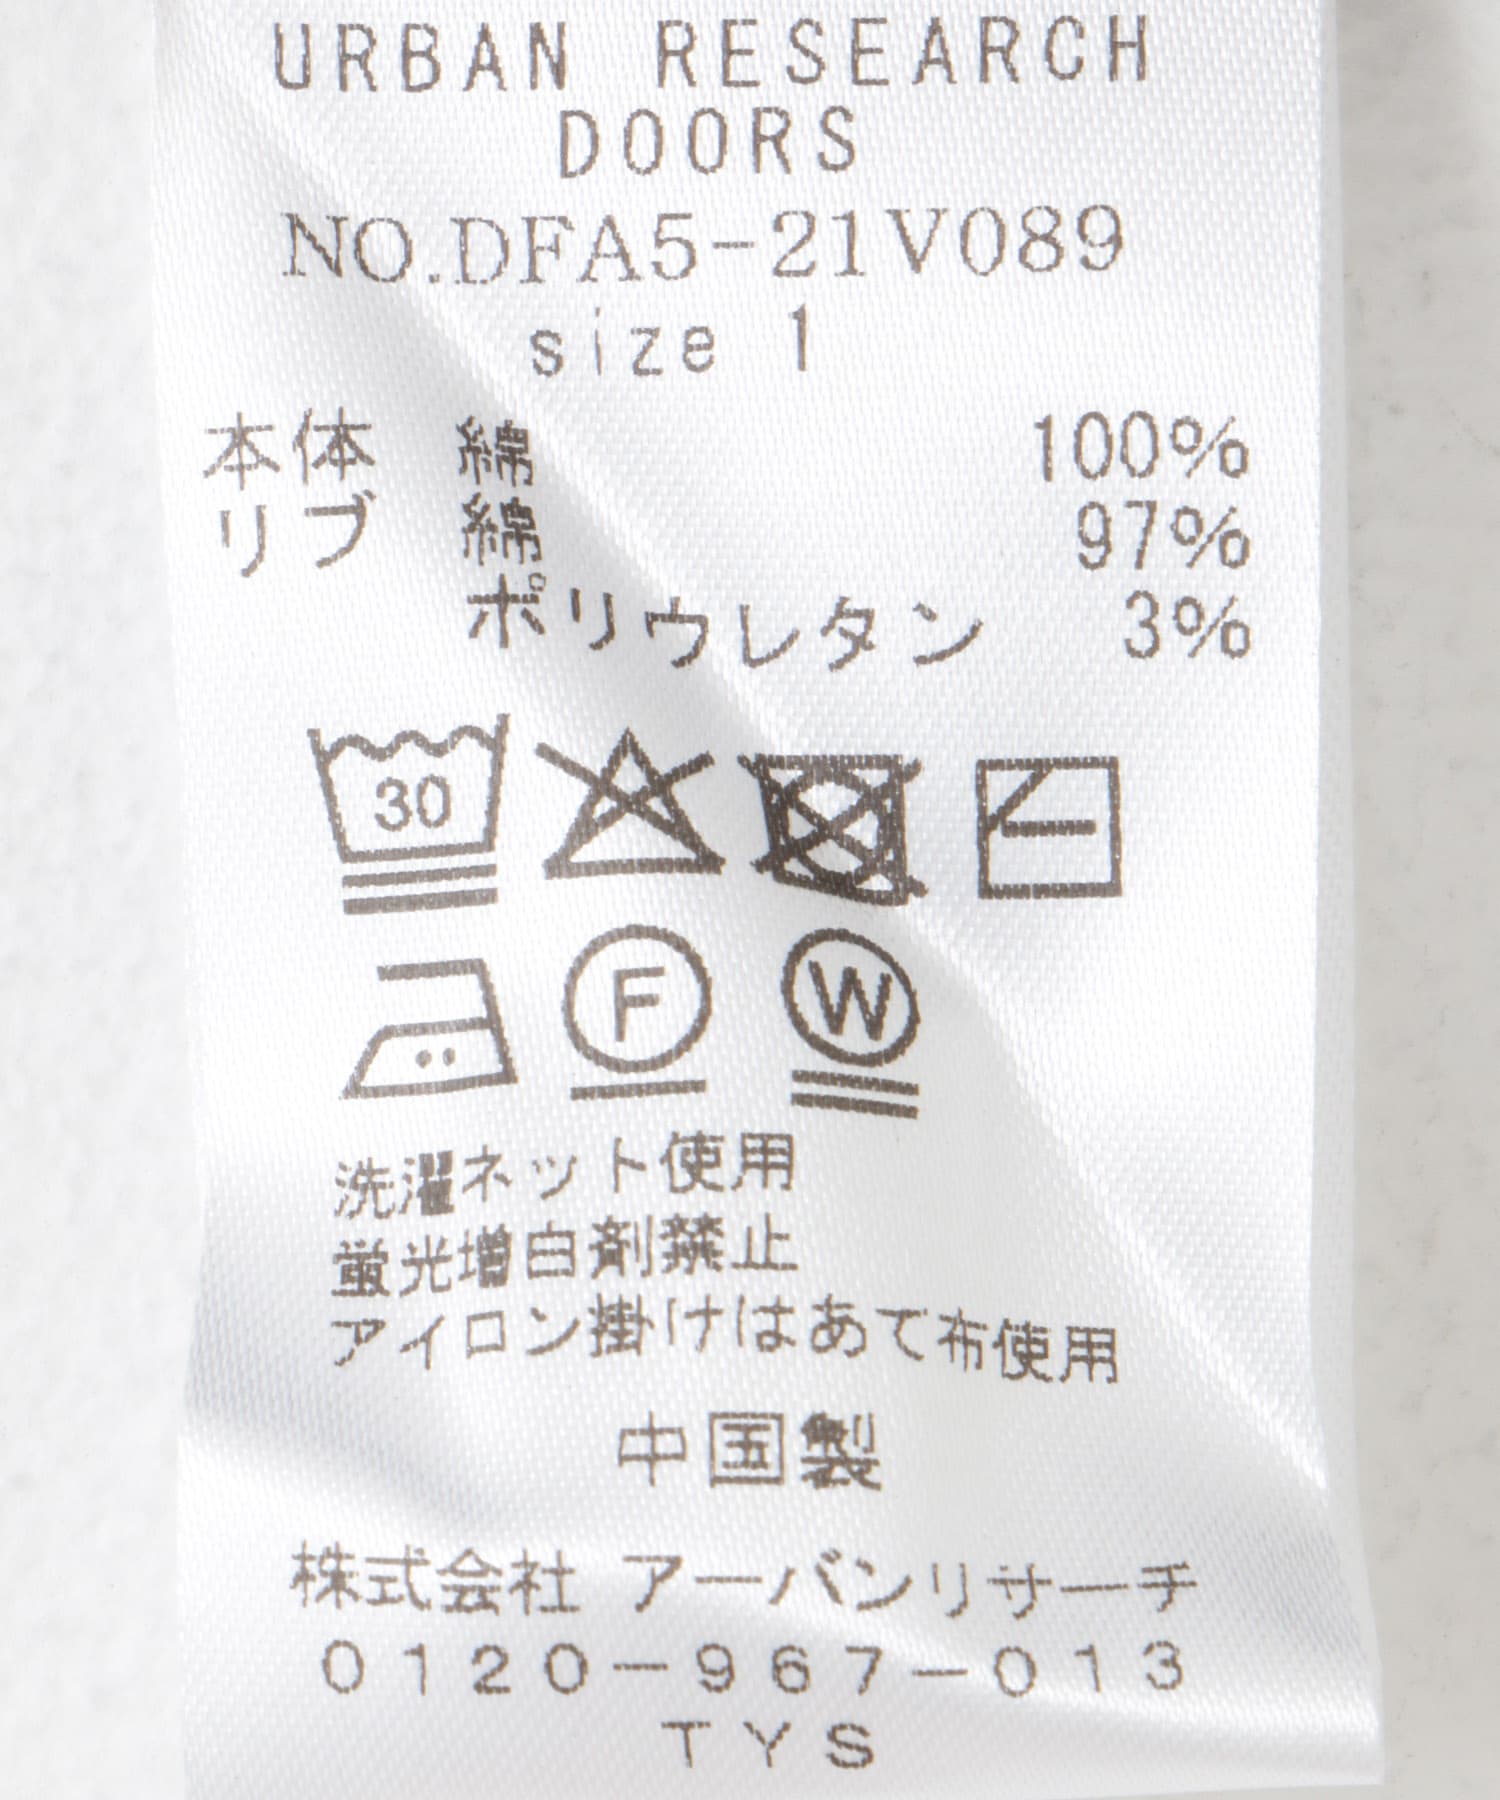 URBAN RESEARCH
DOORS
NO.DFA5-21V089
size 1
本体 綿 100%
リブ 綿 97%
ポリウレタン 3%
30
F W
洗濯ネット使用
蛍光増白剤禁止
アイロン掛けはあて布使用
中国製
株式会社 アーバンリサーチ
0120-967-013
TYS